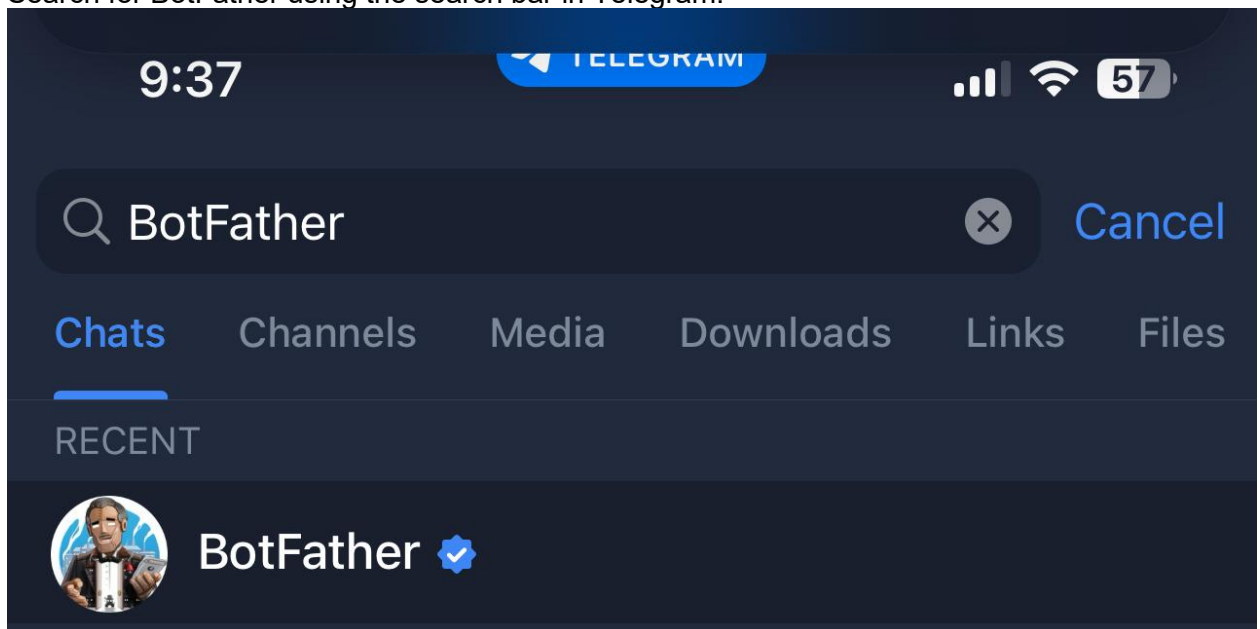 Search for BotFather using the search bar in Telegram.
9:37
TELEGRAM
57
BotFather
Cancel
Chats Channels Media Downloads Links Files
RECENT
BotFather